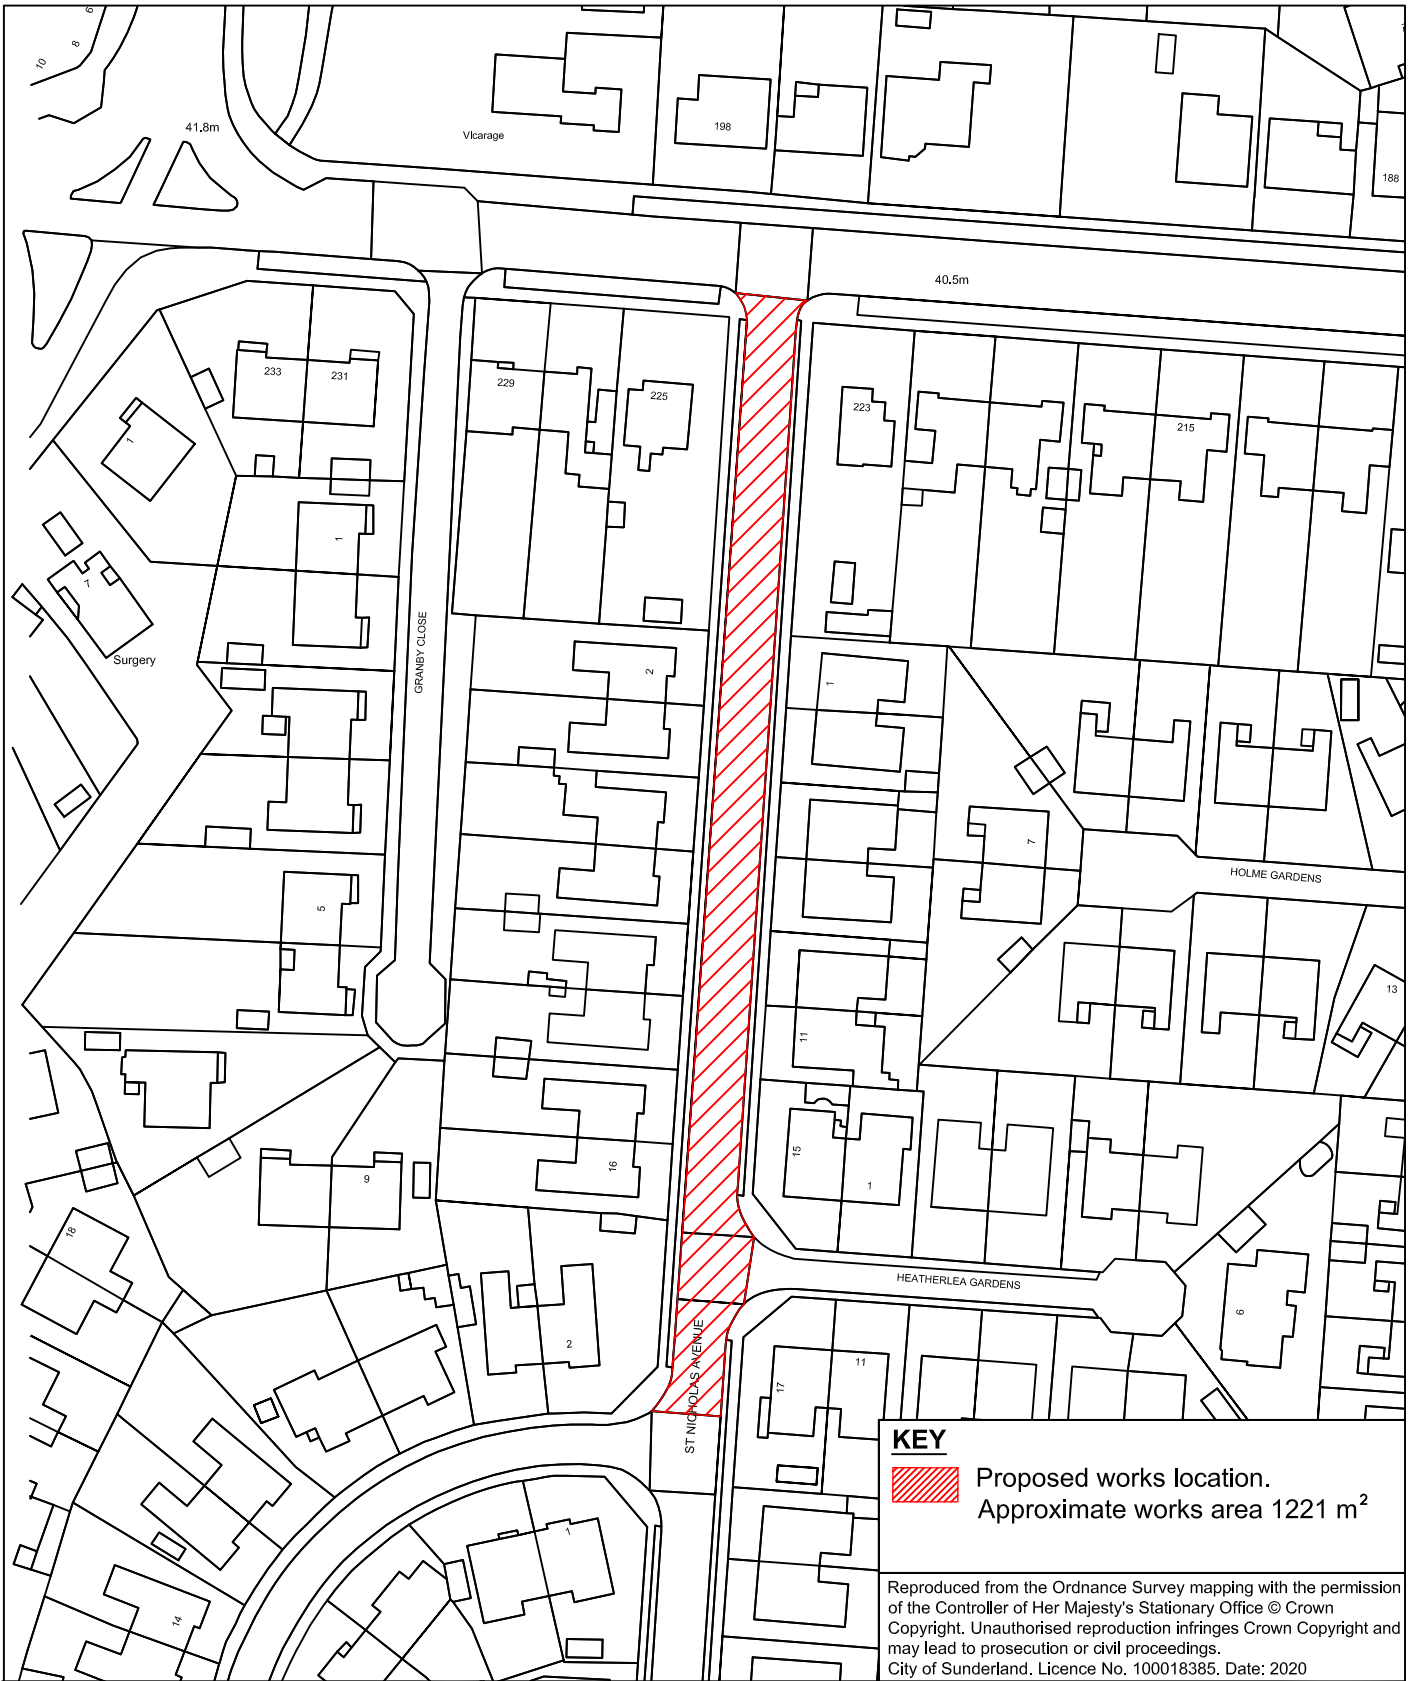 6
8
10
41.8m
Vicarage
198
188
40.5m
233
231
229
225
223
215
1
1
7
Surgery
GRANBY CLOSE
2
1
7
HOLME GARDENS
5
13
11
15
1
16
9
18
HEATHERLEA GARDENS
6
2
ST NICHOLAS AVENUE
11
17
1
14
KEY
Proposed works location.
Approximate works area 1221 m²
Reproduced from the Ordnance Survey mapping with the permission
of the Controller of Her Majesty's Stationary Office © Crown
Copyright. Unauthorised reproduction infringes Crown Copyright and
may lead to prosecution or civil proceedings.
City of Sunderland. Licence No. 100018385. Date: 2020